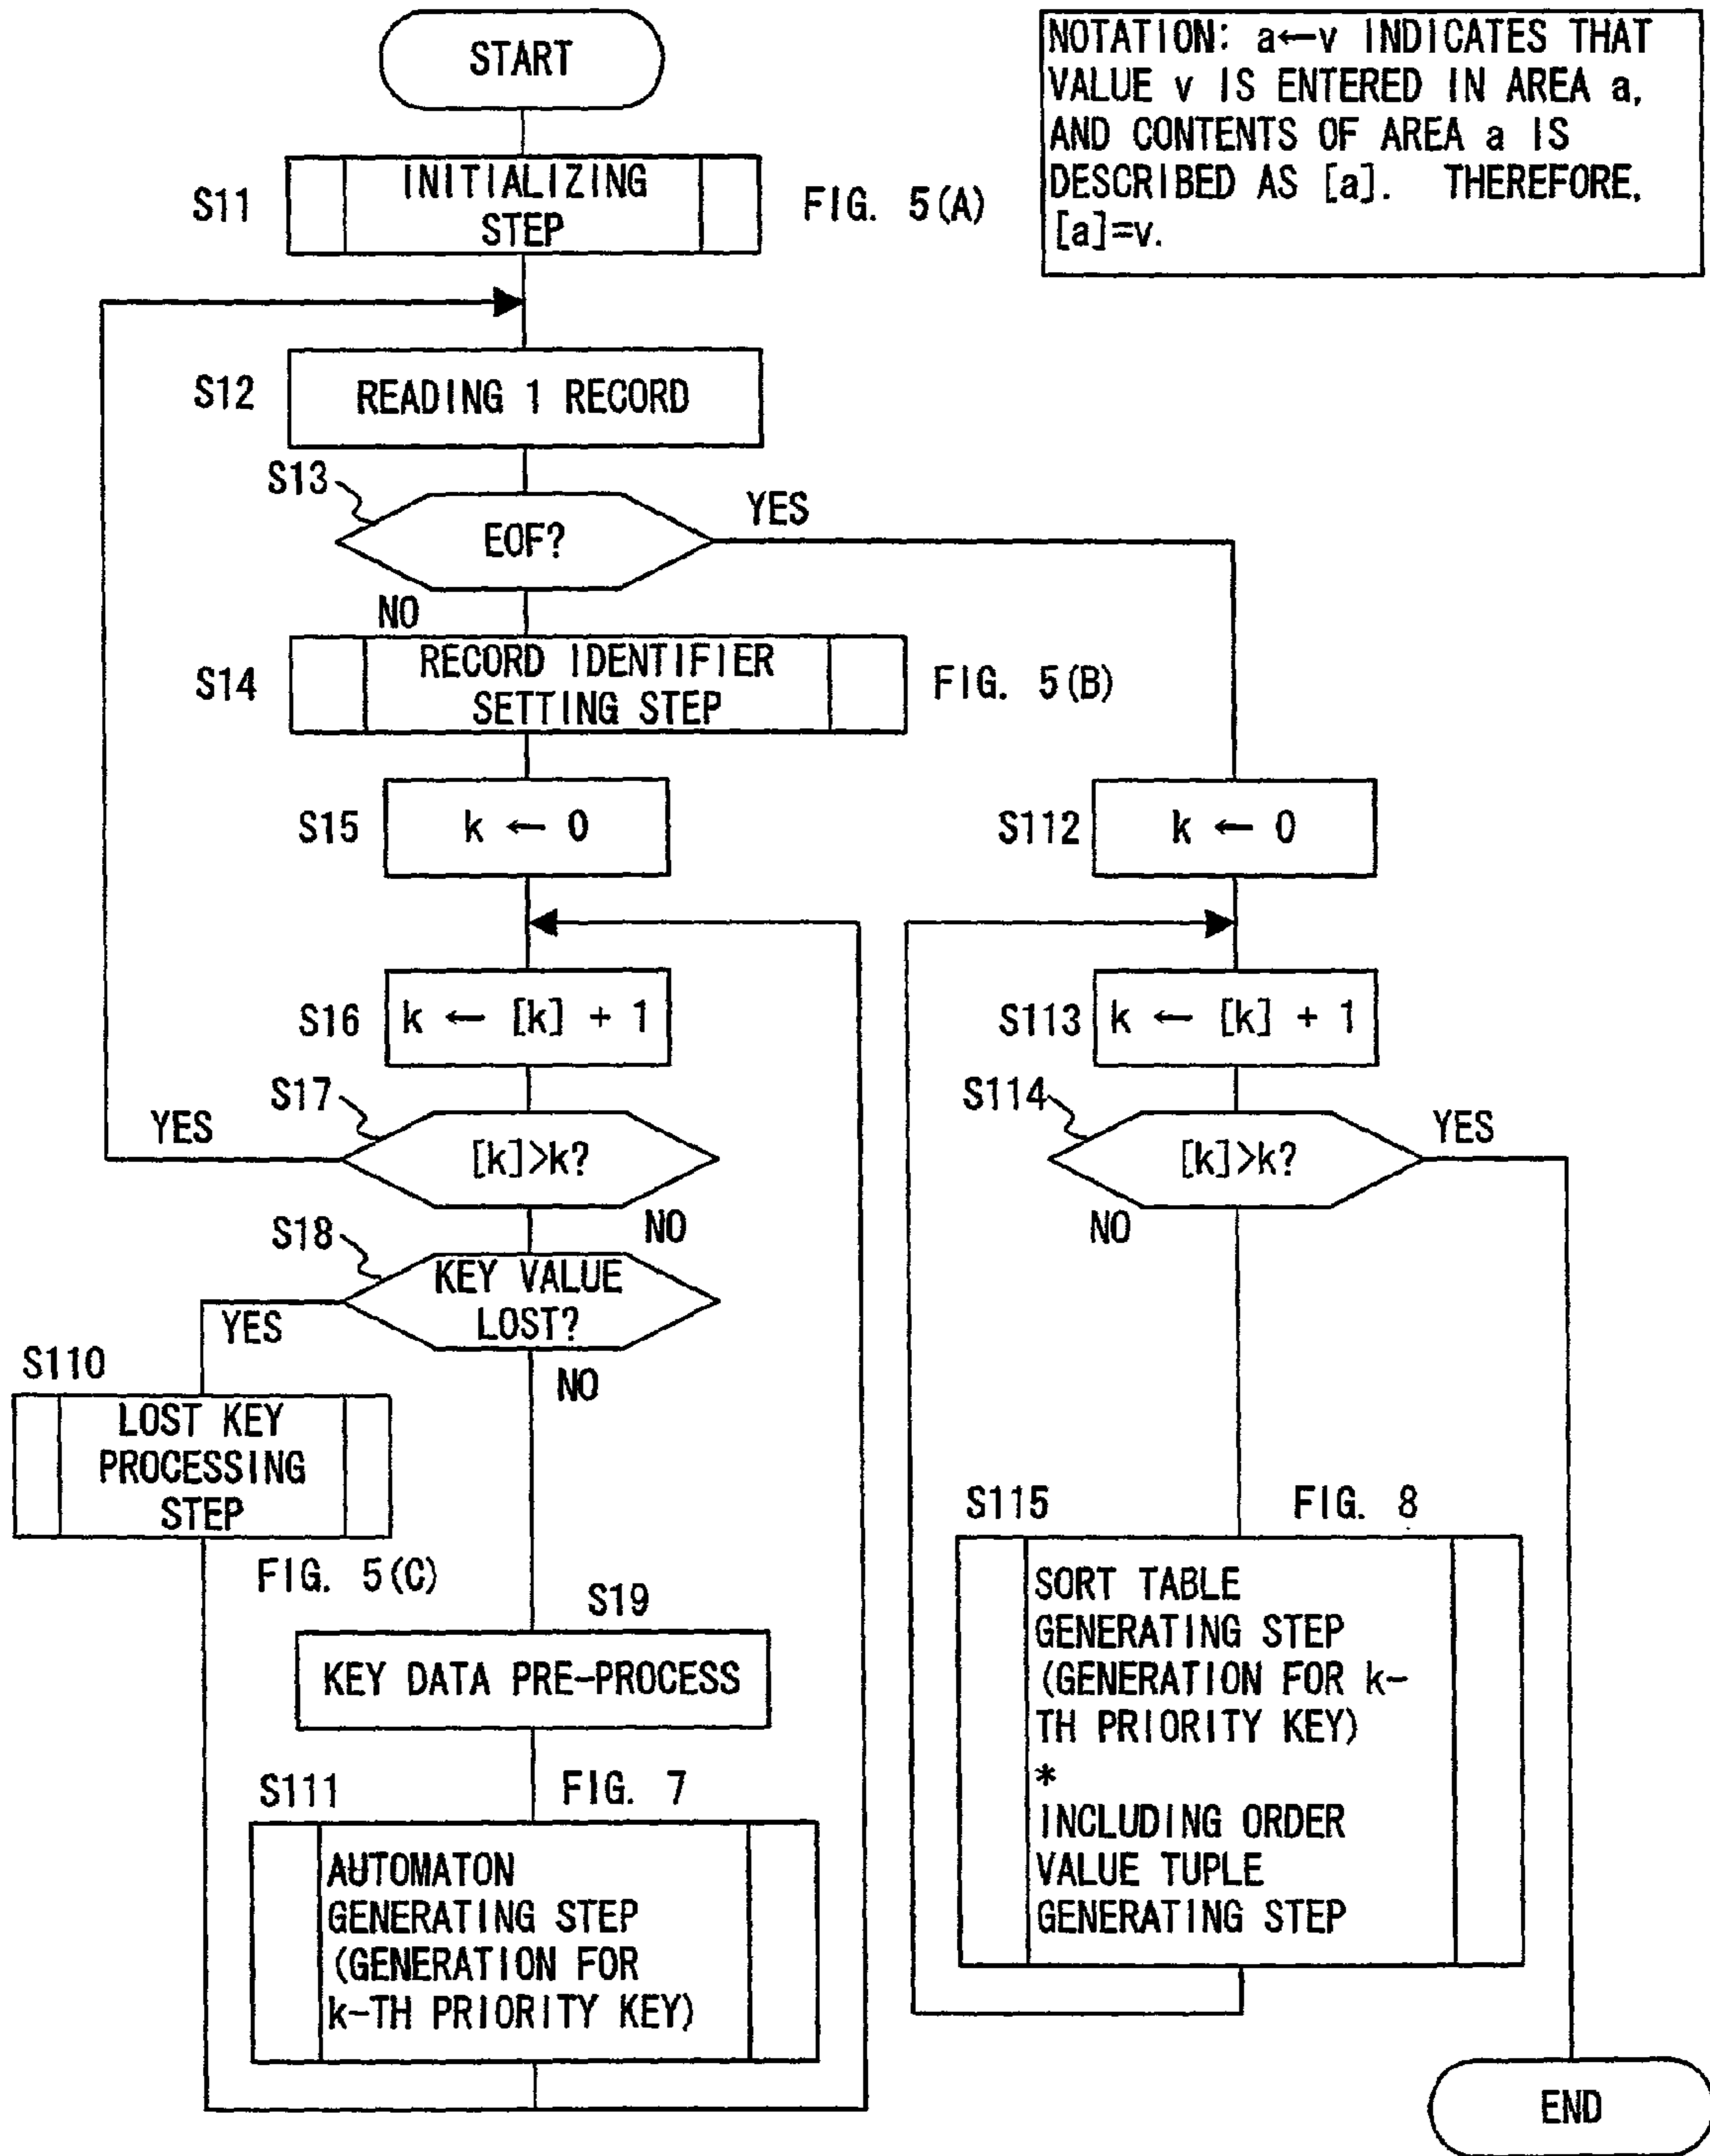 START
NOTATION: a←v INDICATES THAT
VALUE v IS ENTERED IN AREA a,
AND CONTENTS OF AREA a IS
DESCRIBED AS [a]. THEREFORE,
[a]=v.
S11
INITIALIZING
STEP
FIG. 5(A)
S12
READING 1 RECORD
S13
EOF?
YES
NO
S14
RECORD IDENTIFIER
SETTING STEP
FIG. 5(B)
S15
k ← 0
S112
k ← 0
S16
k ← [k] + 1
S113
k ← [k] + 1
S17
YES
[k]>k?
NO
S114
[k]>k?
YES
NO
S18
KEY VALUE
LOST?
YES
NO
S110
LOST KEY
PROCESSING
STEP
FIG. 5(C)
S19
KEY DATA PRE-PROCESS
S111
FIG. 7
AUTOMATON
GENERATING STEP
(GENERATION FOR
k-TH PRIORITY KEY)
S115
FIG. 8
SORT TABLE
GENERATING STEP
(GENERATION FOR k-
TH PRIORITY KEY)
*
INCLUDING ORDER
VALUE TUPLE
GENERATING STEP
END